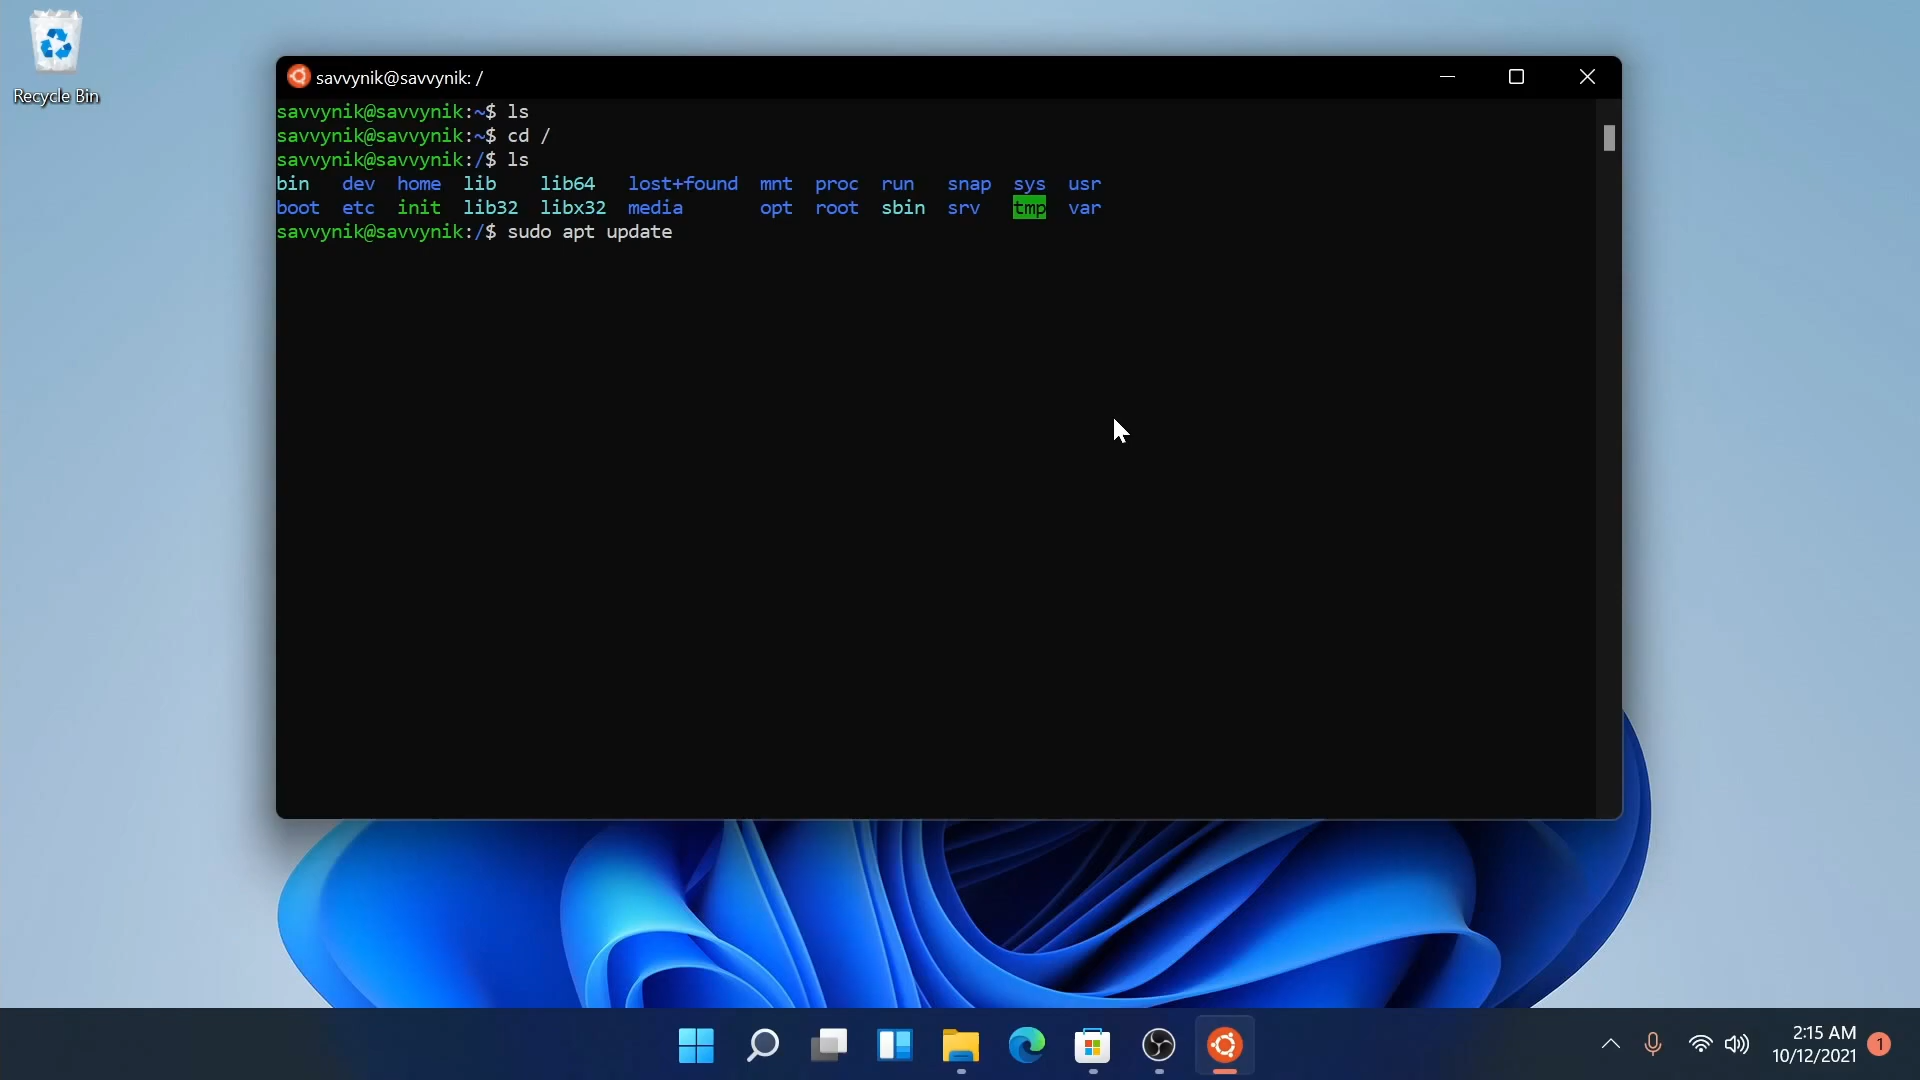 Recycle Bin
savvynik@savvynik: /
savvynik@savvynik:~$ ls
savvynik@savvynik:~$ cd /
savvynik@savvynik:/$ ls
bin dev home lib lib64 lost+found mnt proc run snap sys usr
boot etc init lib32 libx32 media opt root sbin srv tmp var
savvynik@savvynik:/$ sudo apt update
2:15 AM
10/12/2021
1